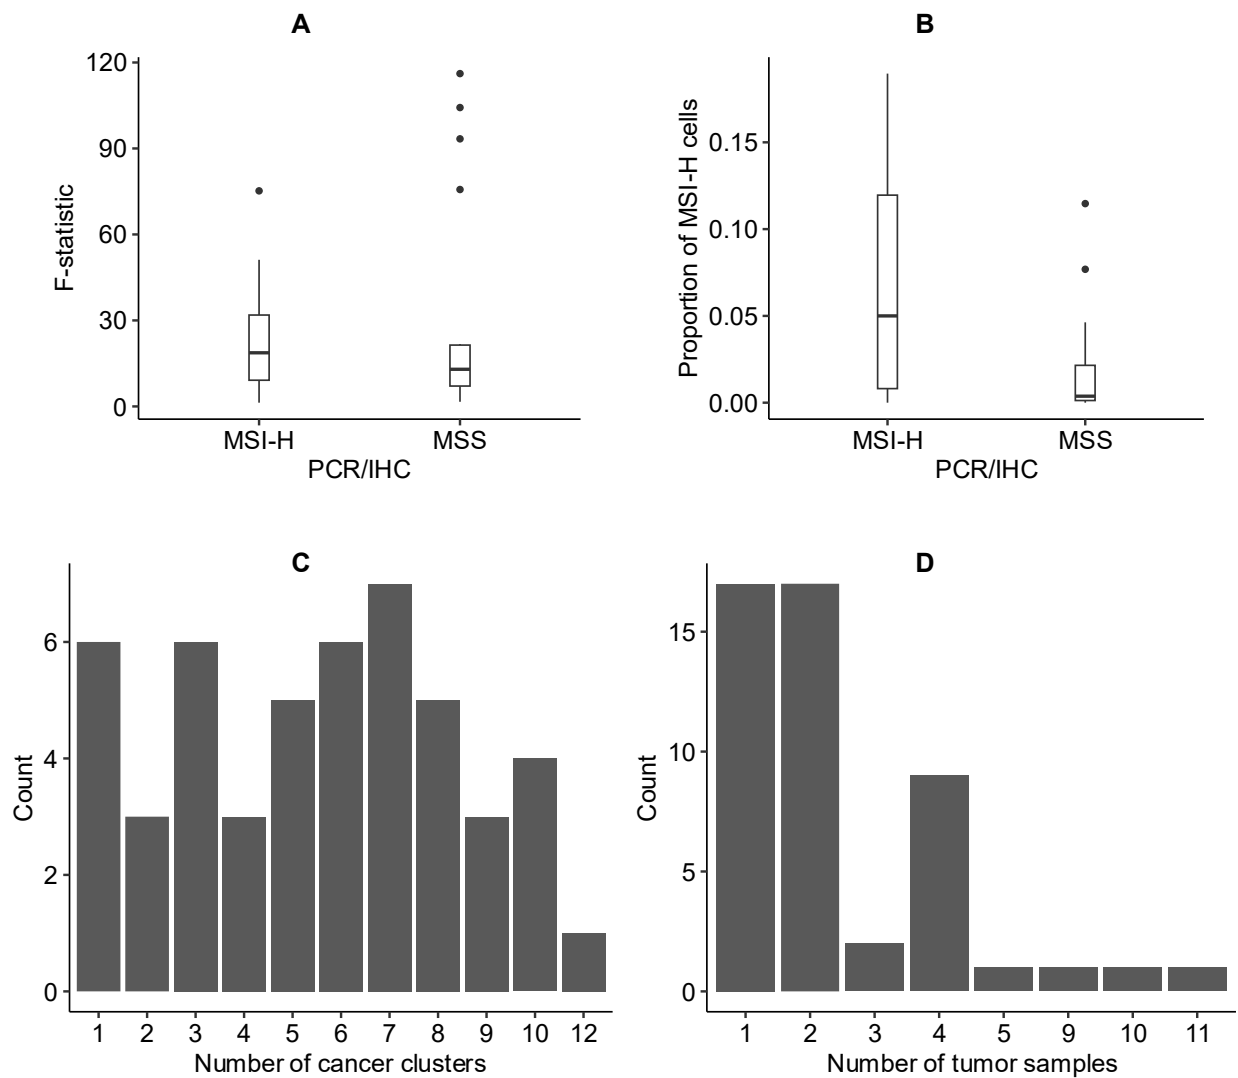 A
120
90
60
30
0
F-statistic
MSI-H MSS
PCR/IHC
B
0.15
0.10
0.05
0.00
Proportion of MSI-H cells
MSI-H MSS
PCR/IHC
C
6
4
2
0
Count
1 2 3 4 5 6 7 8 9 10 12
Number of cancer clusters
D
15
10
5
0
Count
1 2 3 4 5 9 10 11
Number of tumor samples